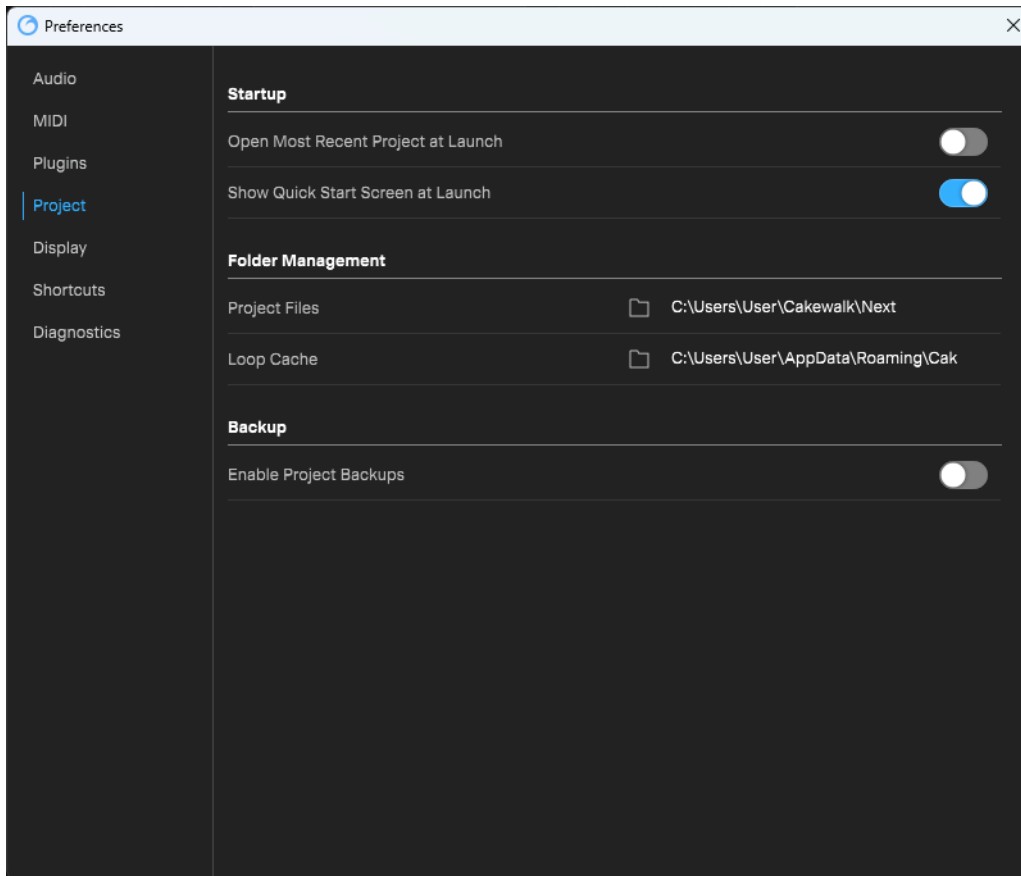 Preferences
Audio
MIDI
Plugins
Project
Display
Shortcuts
Diagnostics
Startup
Open Most Recent Project at Launch
Show Quick Start Screen at Launch
Folder Management
Project Files C:\Users\User\Cakewalk\Next
Loop Cache C:\Users\User\AppData\Roaming\Cak
Backup
Enable Project Backups